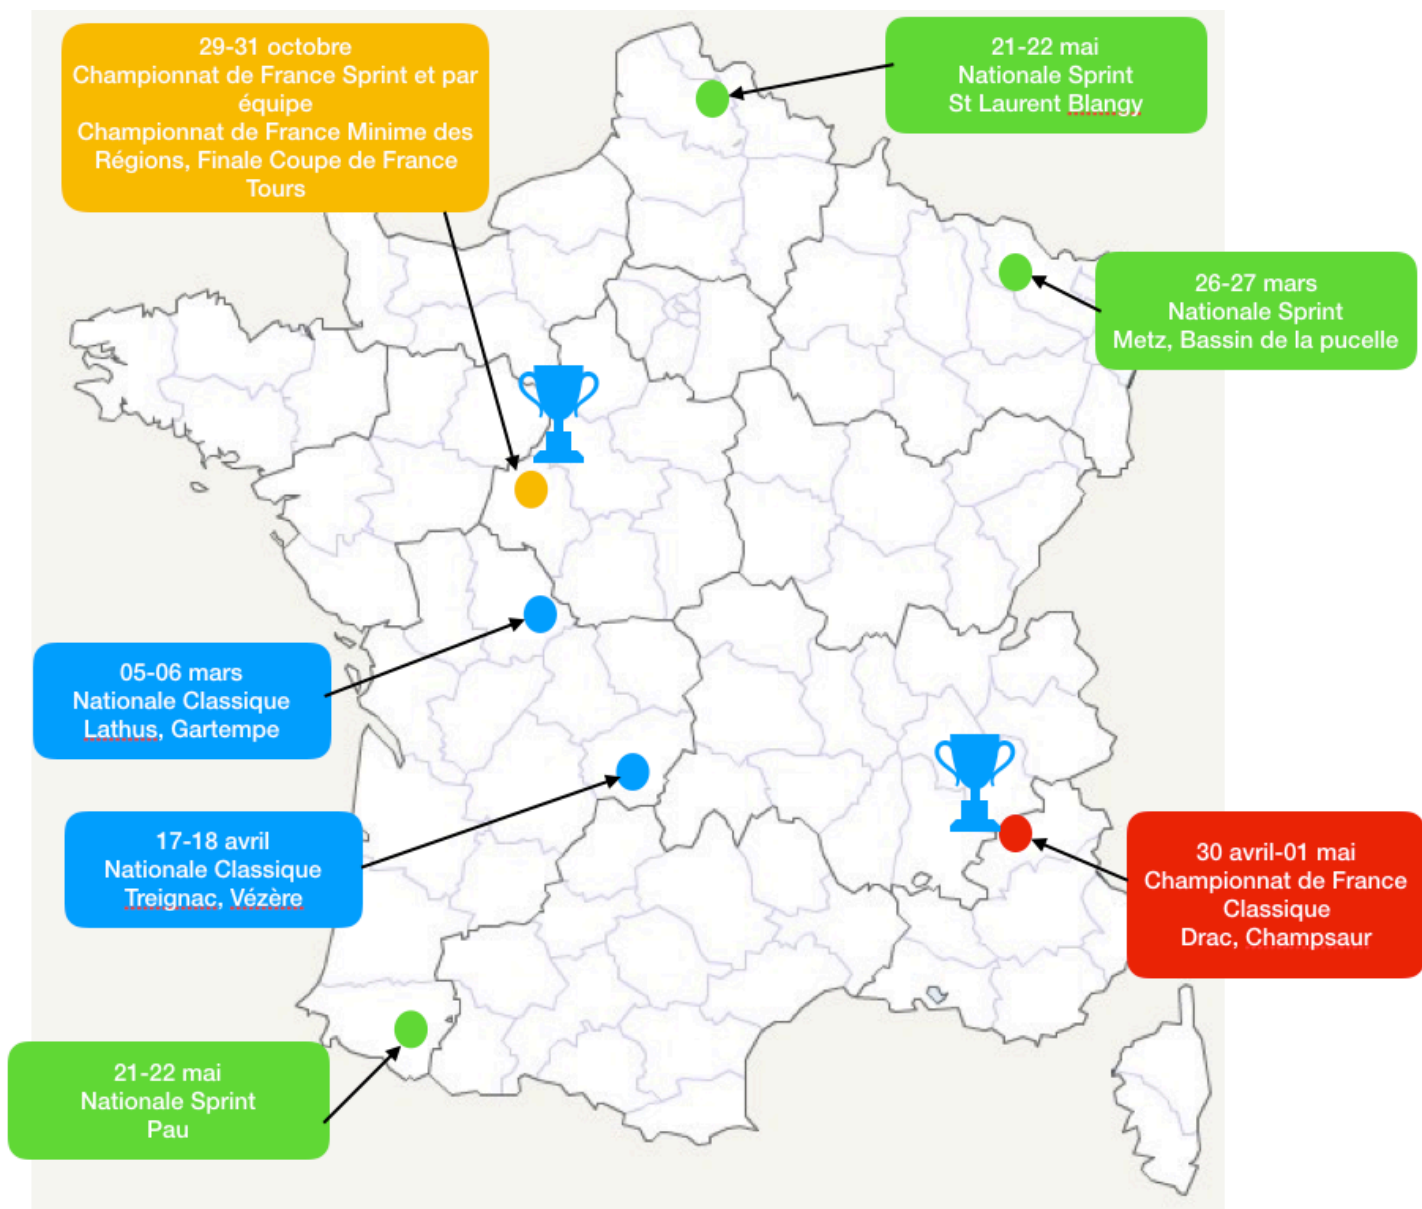 29-31 octobre
Championnat de France Sprint et par
équipe
Championnat de France Minime des
Régions, Finale Coupe de France
Tours
21-22 mai
Nationale Sprint
St Laurent Blangy
26-27 mars
Nationale Sprint
Metz, Bassin de la pucelle
05-06 mars
Nationale Classique
Lathus, Gartempe
17-18 avril
Nationale Classique
Treignac, Vézère
30 avril-01 mai
Championnat de France
Classique
Drac, Champsaur
21-22 mai
Nationale Sprint
Pau